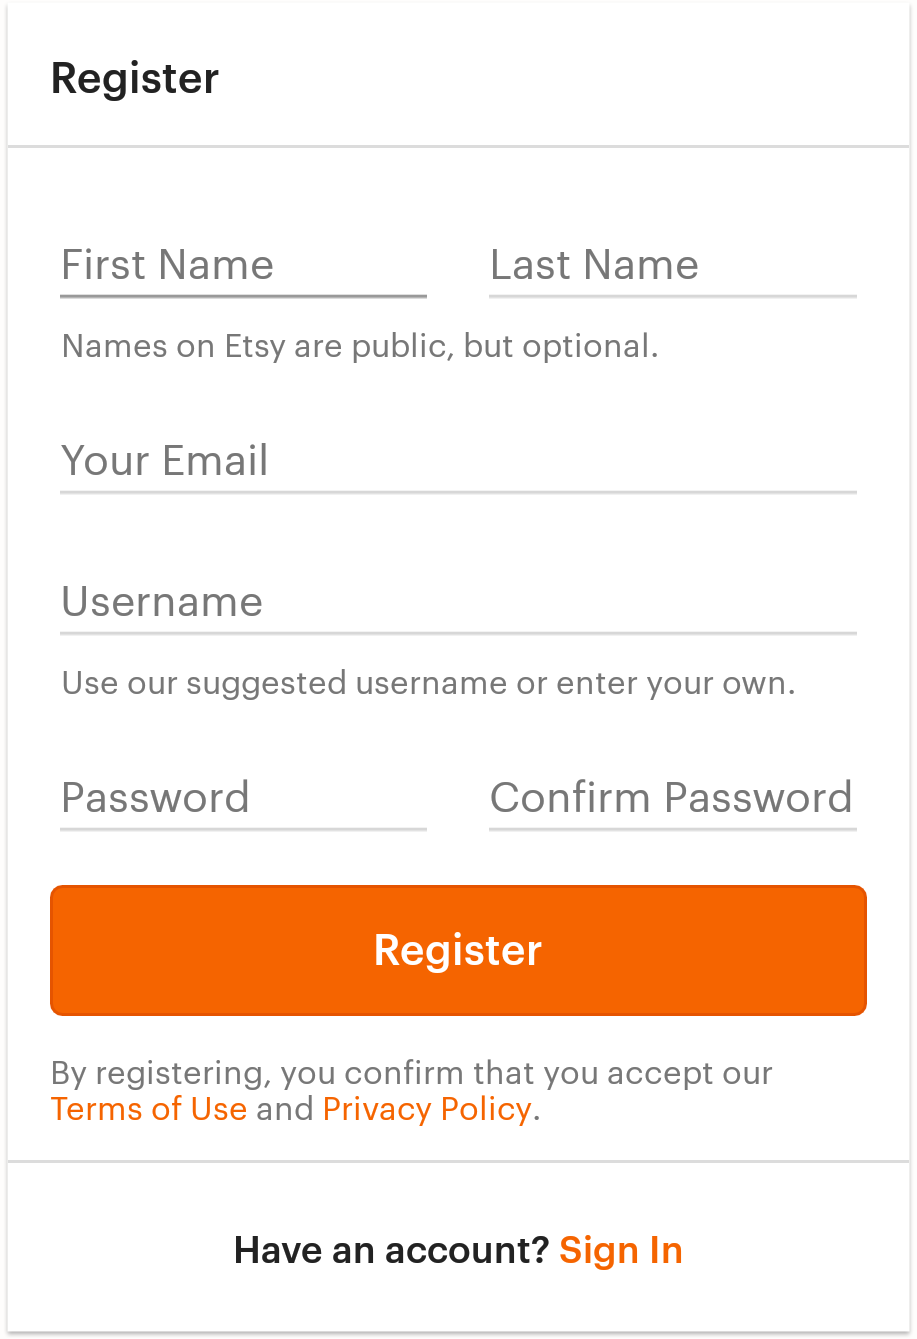 Register
First Name Last Name
Names on Etsy are public, but optional.
Your Email
Username
Use our suggested username or enter your own.
Password Confirm Password
Register
By registering, you confirm that you accept our
Terms of Use and Privacy Policy.
Have an account? Sign In